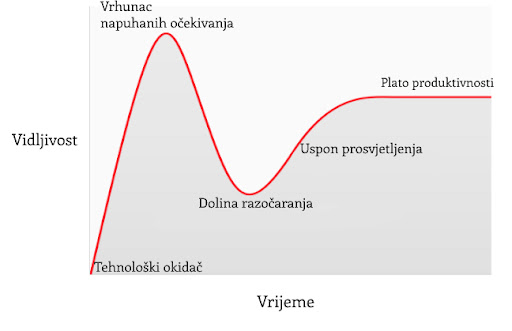 Vrhunac
napuhanih očekivanja
Plato produktivnosti
Vidljivost
Uspon prosvjetljenja
Dolina razočaranja
Tehnološki okidač
Vrijeme